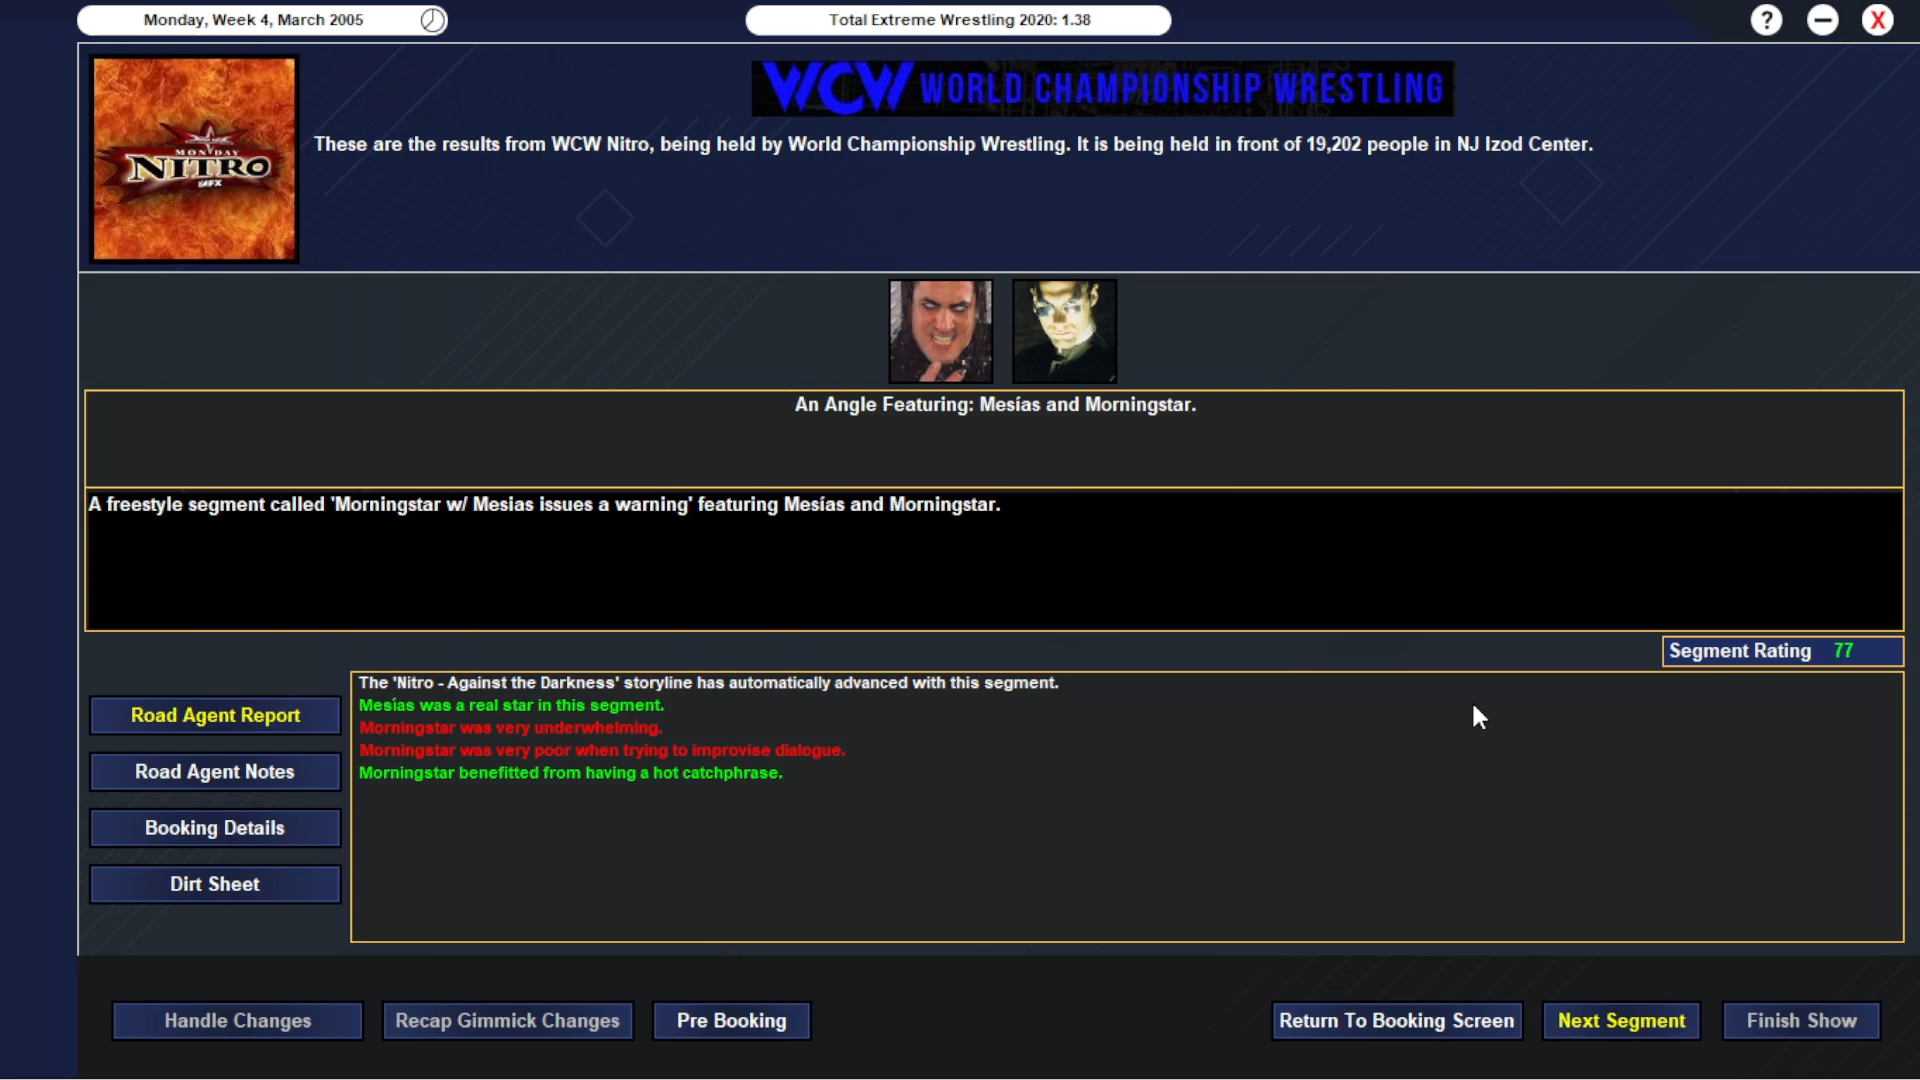 Monday, Week 4, March 2005
Total Extreme Wrestling 2020: 1.38
?
X
WCW WORLD CHAMPIONSHIP WRESTLING
MONDAY
NITRO
These are the results from WCW Nitro, being held by World Championship Wrestling. It is being held in front of 19,202 people in NJ Izod Center.
An Angle Featuring: Mesías and Morningstar.
A freestyle segment called 'Morningstar w/ Mesias issues a warning' featuring Mesías and Morningstar.
Segment Rating 77
The 'Nitro - Against the Darkness' storyline has automatically advanced with this segment.
Mesías was a real star in this segment.
Morningstar was very underwhelming.
Morningstar was very poor when trying to improvise dialogue.
Morningstar benefitted from having a hot catchphrase.
Road Agent Report
Road Agent Notes
Booking Details
Dirt Sheet
Handle Changes
Recap Gimmick Changes
Pre Booking
Return To Booking Screen
Next Segment
Finish Show